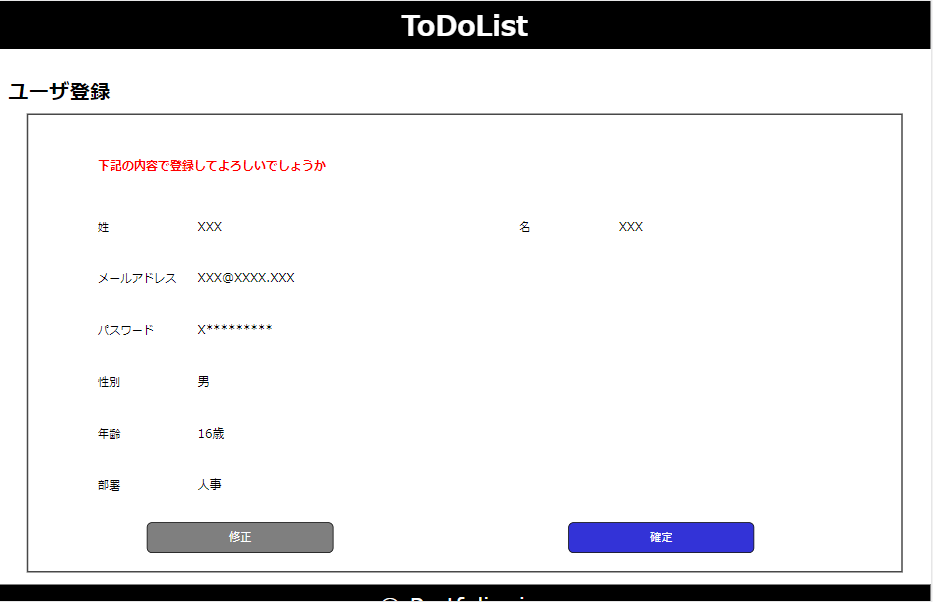 ToDoList
ユーザ登録
下記の内容で登録してよろしいでしょうか
姓 XXX 名 XXX
メールアドレス XXX@XXXX.XXX
パスワード X*********
性別 男
年齢 16歳
部署 人事
修正 確定